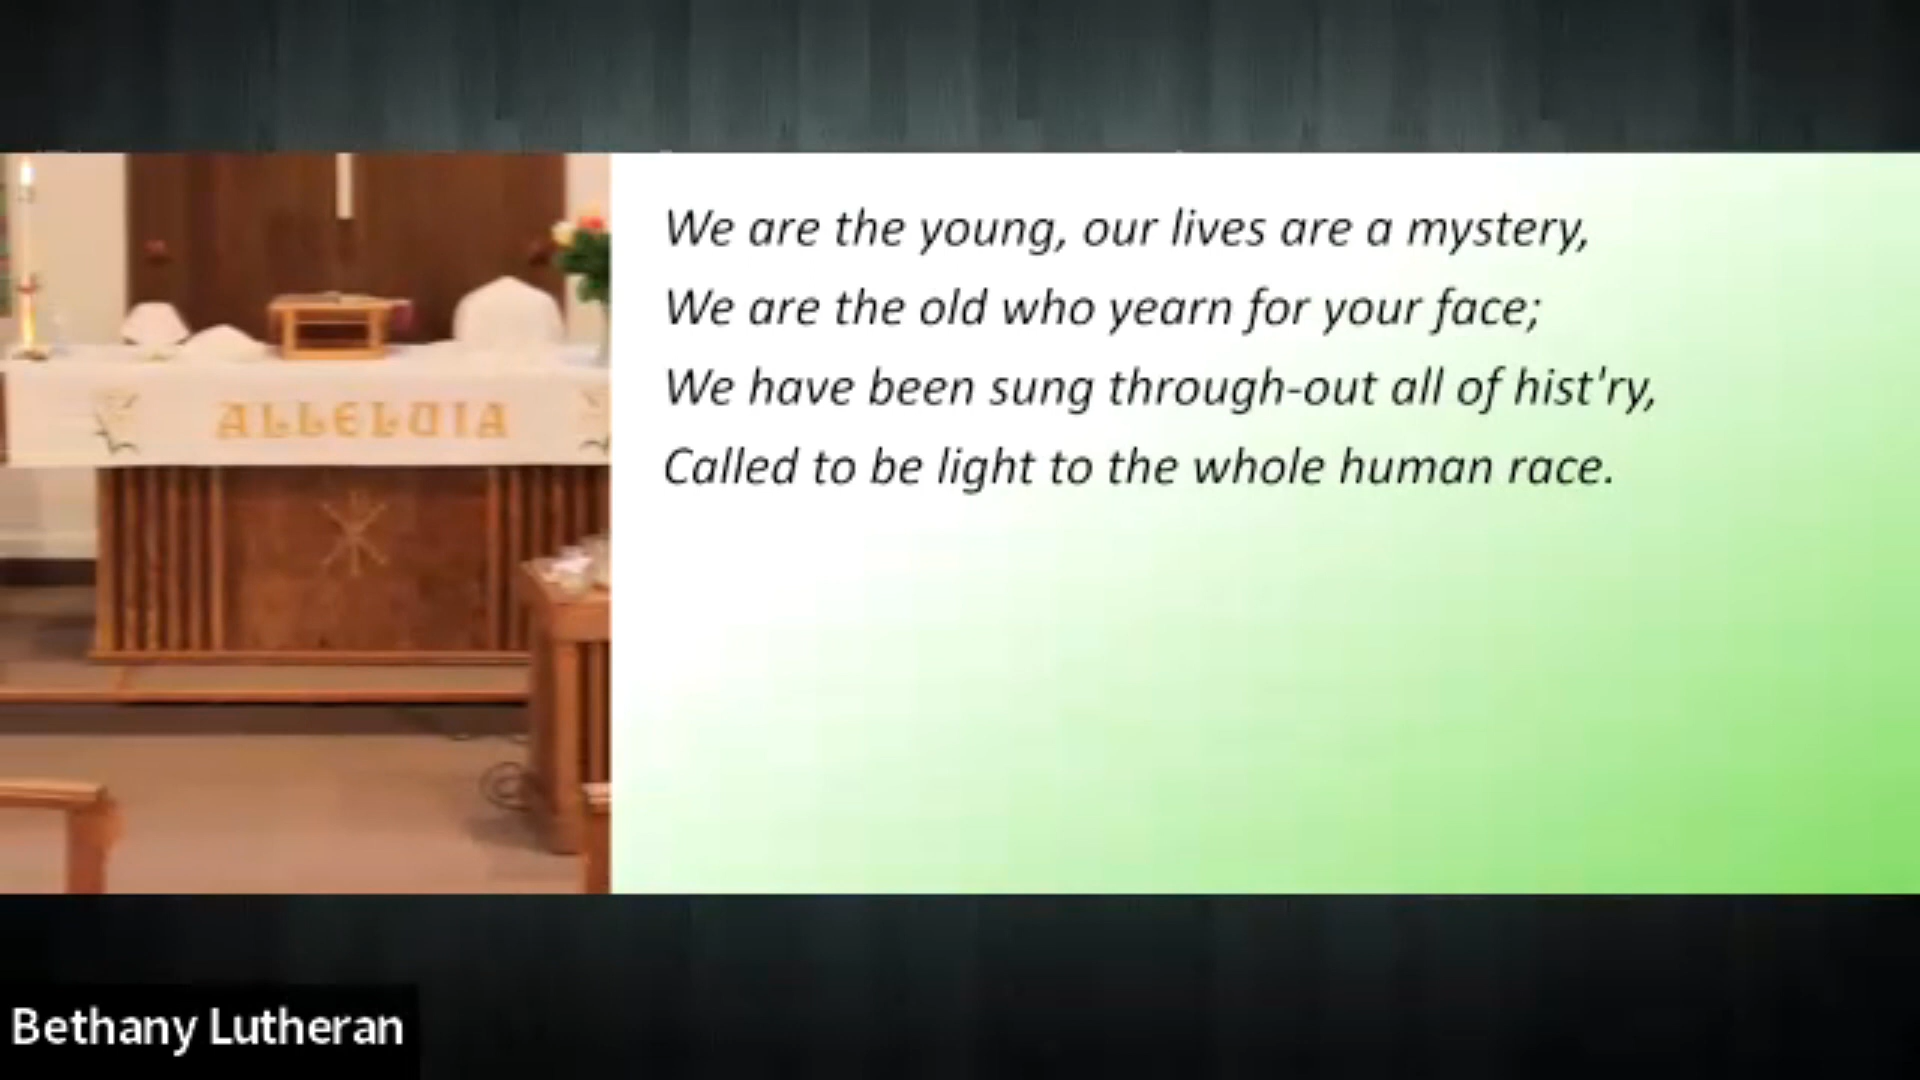 We are the young, our lives are a mystery,
We are the old who yearn for your face;
We have been sung through-out all of hist'ry,
Called to be light to the whole human race.
ALLELUIA
Bethany Lutheran